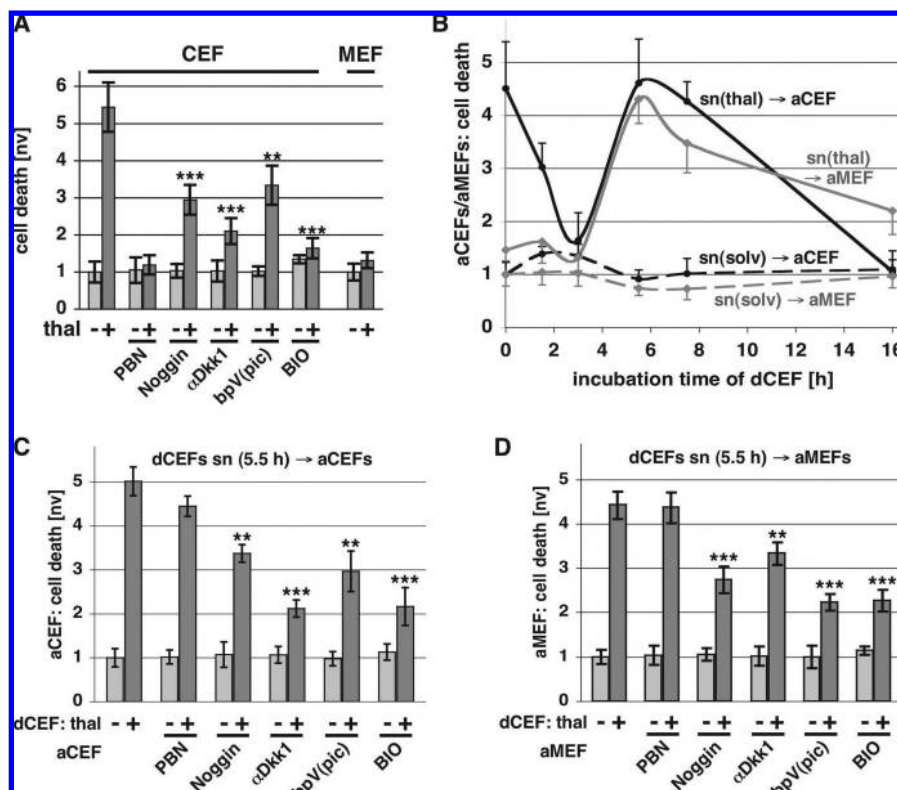 A
CEF
MEF
cell death [nv]
6
5
4
3
2
1
0
***
***
**
***
thal
- + - + - + - + - + - + - +
PBN
Noggin
αDkk1
bpV(pic)
BIO
B
aCEFs/aMEFs: cell death
5
4
3
2
1
0
sn(thal) → aCEF
sn(thal)
→ aMEF
sn(solv) → aCEF
sn(solv) → aMEF
0 2 4 6 8 10 12 14 16
incubation time of dCEF [h]
C
dCEFs sn (5.5 h) → aCEFs
aCEF: cell death [nv]
5
4
3
2
1
0
**
***
**
***
dCEF: thal - + - + - + - + - + - +
aCEF
PBN
Noggin
αDkk1
bpV(pic)
BIO
D
dCEFs sn (5.5 h) → aMEFs
aMEF: cell death [nv]
5
4
3
2
1
0
***
**
***
***
dCEF: thal - + - + - + - + - + - +
aMEF
PBN
Noggin
αDkk1
bpV(pic)
BIO